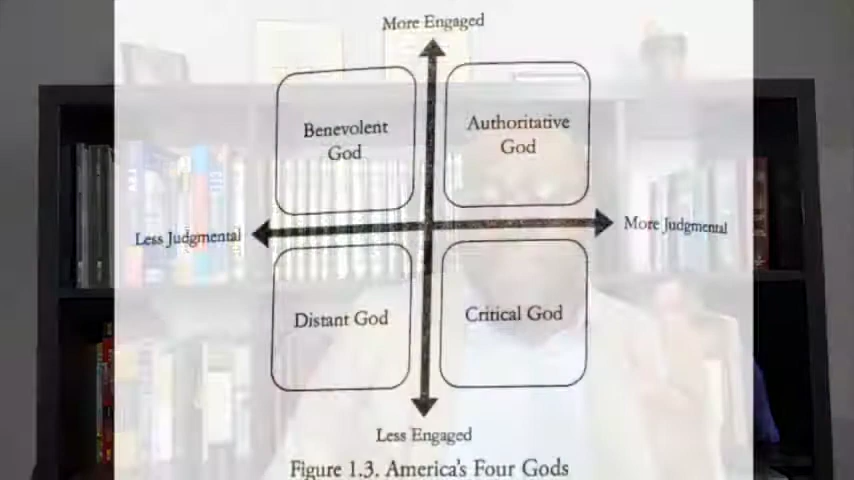 More Engaged
Benevolent
God
Authoritative
God
Less Judgmental
More Judgmental
Distant God
Critical God
Less Engaged
Figure 1.3. America's Four Gods